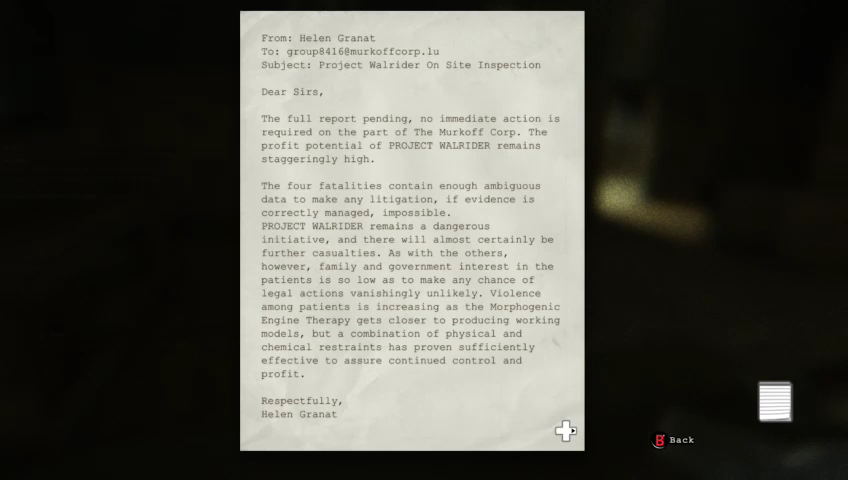 From: Helen Granat
To: group8416@murkoffcorp.lu
Subject: Project Walrider On Site Inspection
Dear Sirs,
The full report pending, no immediate action is
required on the part of The Murkoff Corp. The
profit potential of PROJECT WALRIDER remains
staggeringly high.
The four fatalities contain enough ambiguous
data to make any litigation, if evidence is
correctly managed, impossible.
PROJECT WALRIDER remains a dangerous
initiative, and there will almost certainly be
further casualties. As with the others,
however, family and government interest in the
patients is so low as to make any chance of
legal actions vanishingly unlikely. Violence
among patients is increasing as the Morphogenic
Engine Therapy gets closer to producing working
models, but a combination of physical and
chemical restraints has proven sufficiently
effective to assure continued control and
profit.
Respectfully,
Helen Granat
B Back